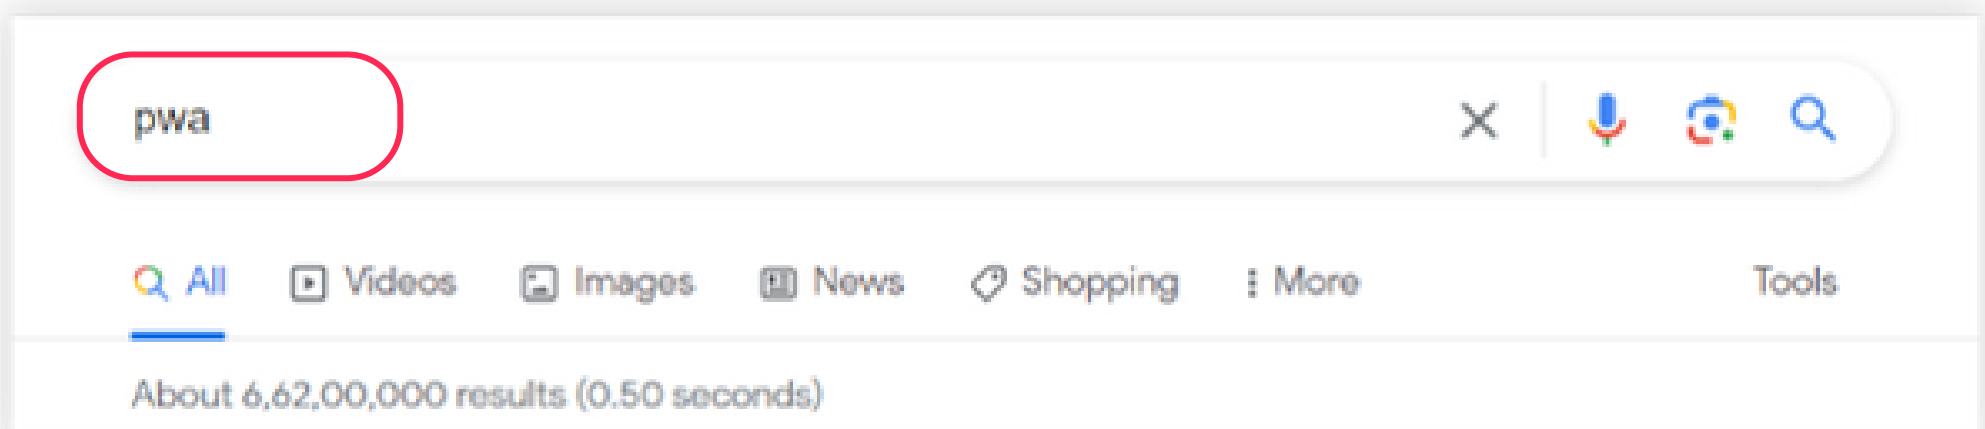 pwa
All Videos Images News Shopping More Tools
About 6,62,00,000 results (0.50 seconds)